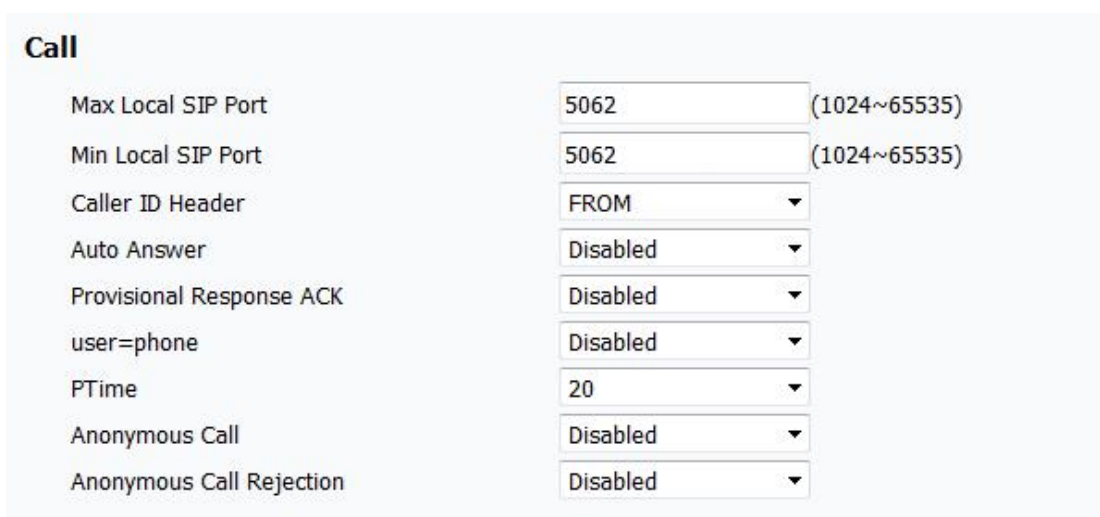 Call
Max Local SIP Port 5062 (1024~65535)
Min Local SIP Port 5062 (1024~65535)
Caller ID Header FROM
Auto Answer Disabled
Provisional Response ACK Disabled
user=phone Disabled
PTime 20
Anonymous Call Disabled
Anonymous Call Rejection Disabled